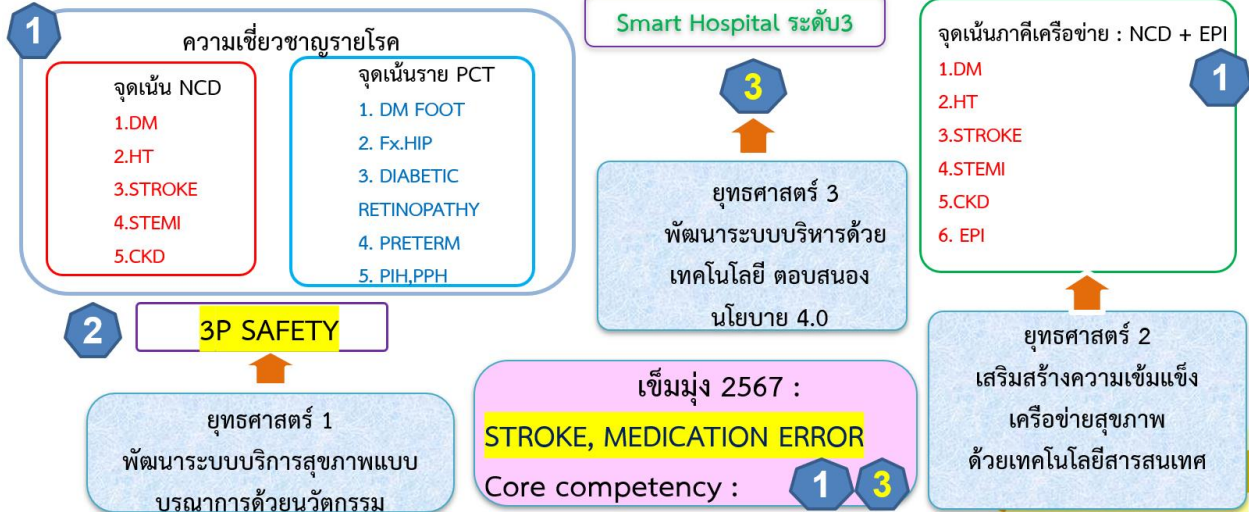 1
ความเชี่ยวชาญรายโรค
จุดเน้น NCD
1.DM
2.HT
3.STROKE
4.STEMI
5.CKD
จุดเน้นราย PCT
1. DM FOOT
2. Fx.HIP
3. DIABETIC
RETINOPATHY
4. PRETERM
5. PIH,PPH
2
3P SAFETY
ยุทธศาสตร์ 1
พัฒนาระบบบริการสุขภาพแบบ
บูรณาการด้วยนวัตกรรม
Smart Hospital ระดับ3
3
ยุทธศาสตร์ 3
พัฒนาระบบบริหารด้วย
เทคโนโลยี ตอบสนอง
นโยบาย 4.0
เข็มมุ่ง 2567 :
STROKE, MEDICATION ERROR
Core competency :
1
3
จุดเน้นภาคีเครือข่าย : NCD + EPI
1
1.DM
2.HT
3.STROKE
4.STEMI
5.CKD
6. EPI
ยุทธศาสตร์ 2
เสริมสร้างความเข้มแข็ง
เครือข่ายสุขภาพ
ด้วยเทคโนโลยีสารสนเทศ